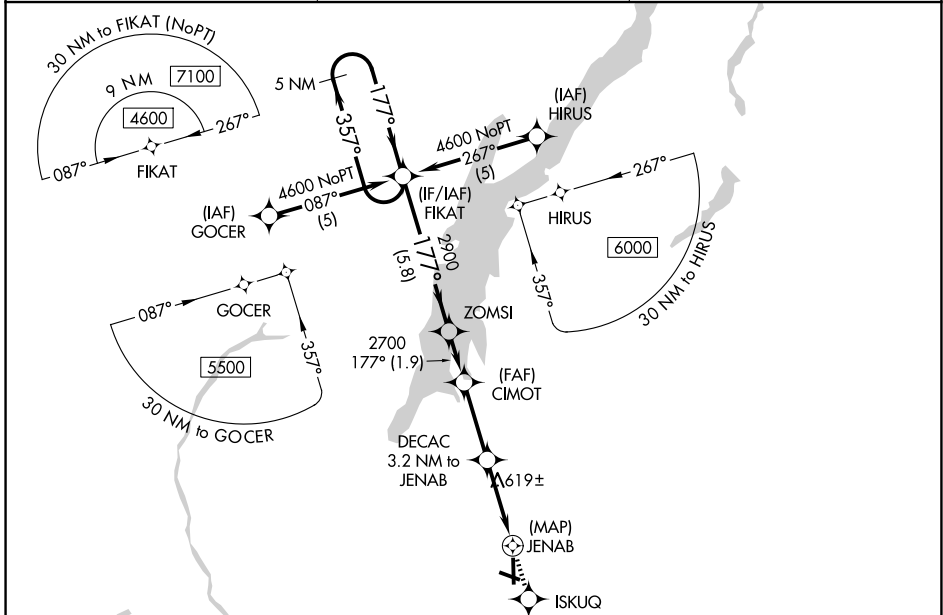 30 NM to FIKAT (NoPT)
7100
9 NM
4600
087°
267°
FIKAT
5 NM
177°
357°
(IAF)
HIRUS
4600 NoPT
267°
(5)
4600 NoPT
087°
(5)
(IF/IAF)
FIKAT
(IAF)
GOCER
2900
177°
(5.8)
267°
HIRUS
6000
357°
30 NM to HIRUS
087°
GOCER
357°
5500
30 NM to GOCER
ZOMSI
2700
177° (1.9)
(FAF)
CIMOT
DECAC
3.2 NM to
JENAB
619±
(MAP)
JENAB
ISKUQ